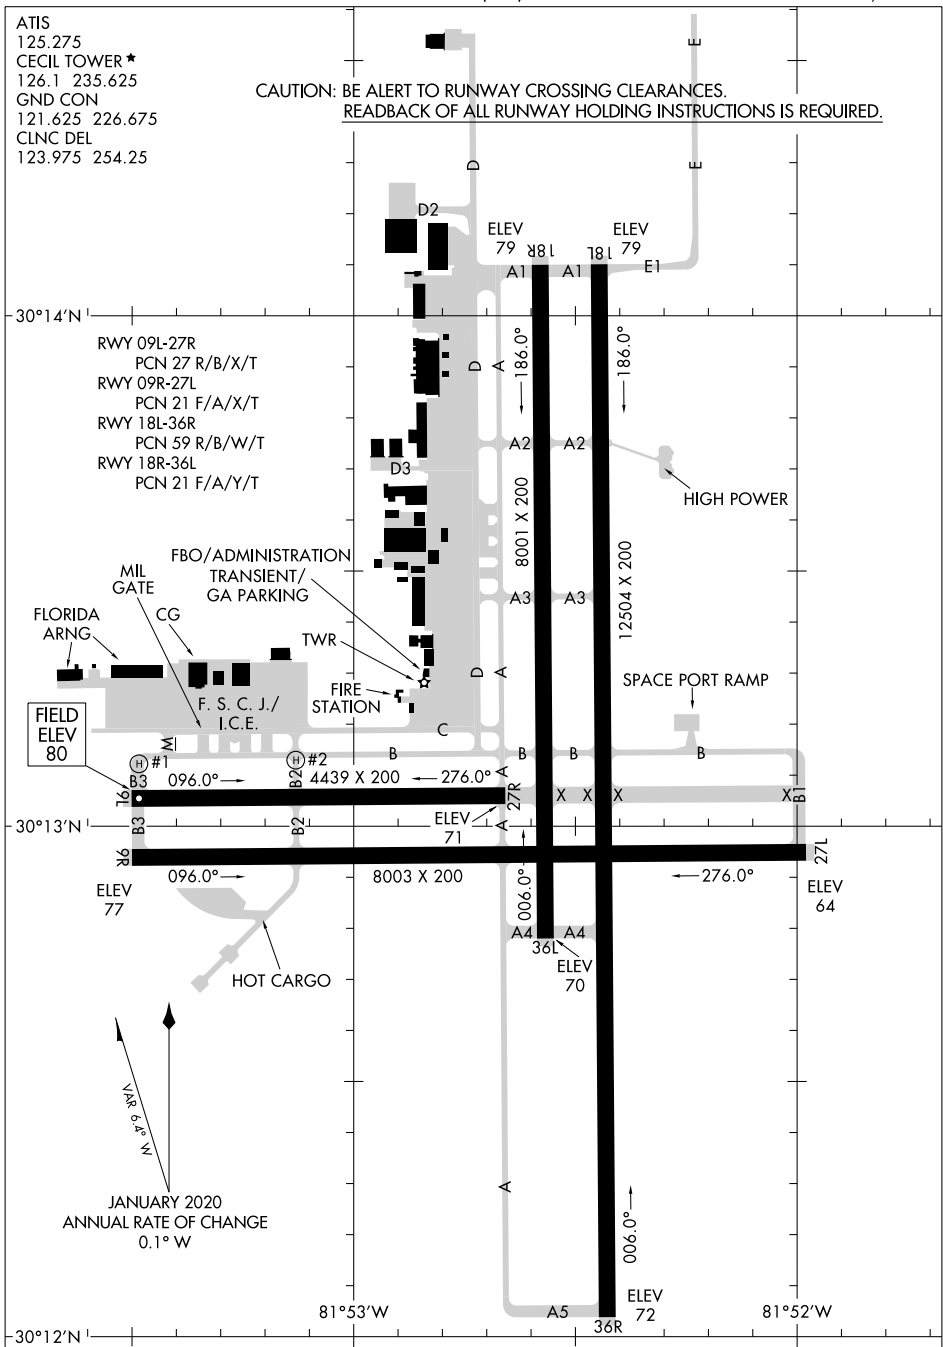 ATIS
125.275
CECIL TOWER★
126.1 235.625
GND CON
121.625 226.675
CLNC DEL
123.975 254.25
CAUTION: BE ALERT TO RUNWAY CROSSING CLEARANCES.
READBACK OF ALL RUNWAY HOLDING INSTRUCTIONS IS REQUIRED.
E
D
E
D2
ELEV
79
18R
18L
ELEV
79
A1
A1
E1
30°14'N
RWY 09L-27R
PCN 27 R/B/X/T
RWY 09R-27L
PCN 21 F/A/X/T
RWY 18L-36R
PCN 59 R/B/W/T
RWY 18R-36L
PCN 21 F/A/Y/T
D
A
186.0°
186.0°
A2
A2
D3
HIGH POWER
8001 X 200
12504 X 200
FBO/ADMINISTRATION
TRANSIENT/
GA PARKING
MIL
GATE
CG
FLORIDA
ARNG
TWR
A3
A3
D
A
FIRE
STATION
SPACE PORT RAMP
F. S. C. J./
I.C.E.
FIELD
ELEV
80
C
M
B
B
B
B
H #1
H #2
B3
096.0°
B2
4439 X 200
276.0°
A
9L
27R
X
X
X
X
B1
ELEV
71
30°13'N
B3
B2
A
9R
27L
ELEV
77
096.0°
8003 X 200
006.0°
276.0°
ELEV
64
A4
A4
36L
ELEV
70
HOT CARGO
VAR 6.4° W
JANUARY 2020
ANNUAL RATE OF CHANGE
0.1° W
A
006.0°
81°53'W
A5
ELEV
72
36R
81°52'W
30°12'N